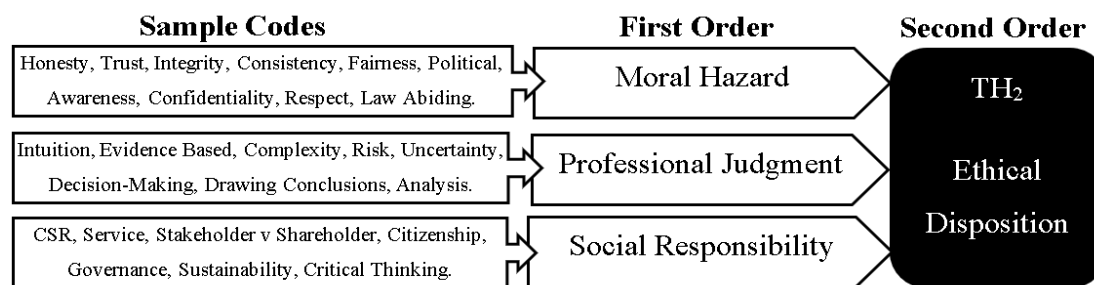 Sample Codes
First Order
Second Order
Honesty, Trust, Integrity, Consistency, Fairness, Political,
Awareness, Confidentiality, Respect, Law Abiding.
Moral Hazard
Intuition, Evidence Based, Complexity, Risk, Uncertainty,
Decision-Making, Drawing Conclusions, Analysis.
Professional Judgment
CSR, Service, Stakeholder v Shareholder, Citizenship,
Governance, Sustainability, Critical Thinking.
Social Responsibility
TH₂
Ethical
Disposition